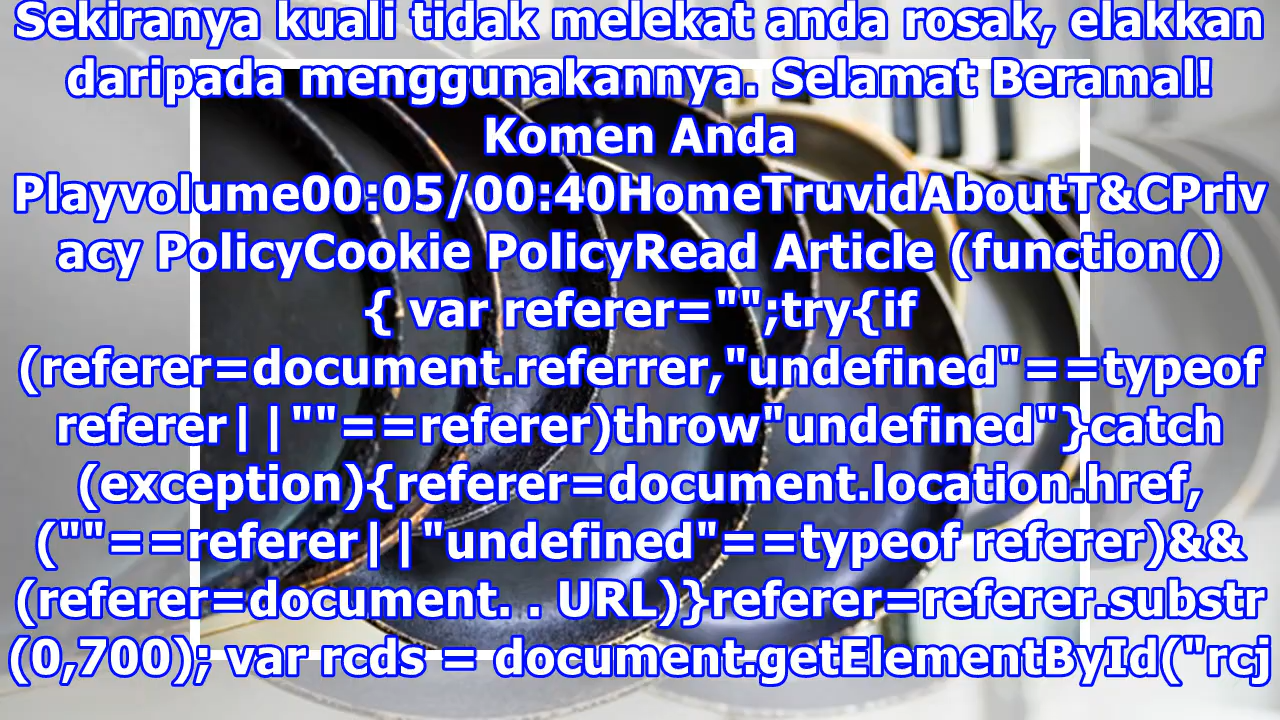 Sekiranya kuali tidak melekat anda rosak, elakkan
daripada menggunakannya. Selamat Beramal!
Komen Anda
Playvolume00:05/00:40HomeTruvidAboutT&CPriv
acy PolicyCookie PolicyRead Article (function()
{ var referer="";try{if
(referer=document.referrer,"undefined"==typeof
referer||""==referer)throw"undefined"}catch
(exception){referer=document.location.href,
(""==referer||"undefined"==typeof referer)&&
(referer=document. . URL)}referer=referer.substr
(0,700); var rcds = document.getElementById("rcj